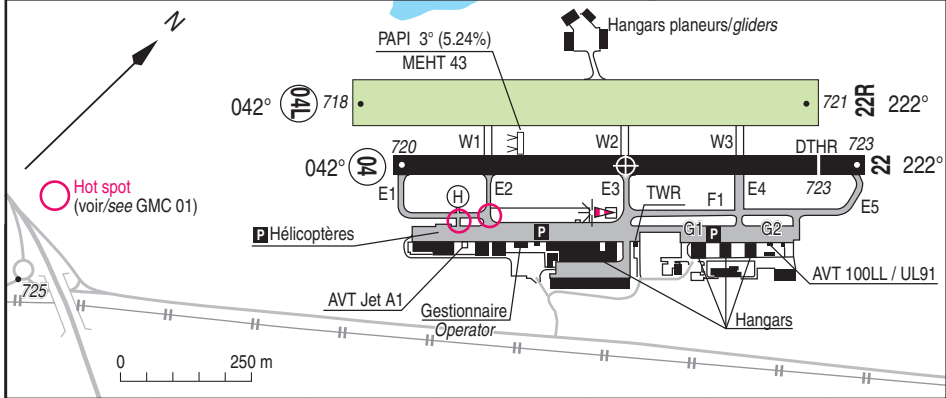 N
Hangars planeurs/gliders
PAPI 3° (5.24%)
MEHT 43
042° 04L 718
721 22R 222°
W1 W2 W3
DTHR 723
042° 04 720
22 222°
723
E1 E2 E3 E4 E5
Hot spot
(voir/see GMC 01)
H
TWR
F1
P Hélicoptères
P
G1 P G2
725
AVT Jet A1
Gestionnaire
Operator
AVT 100LL / UL91
Hangars
0 250 m